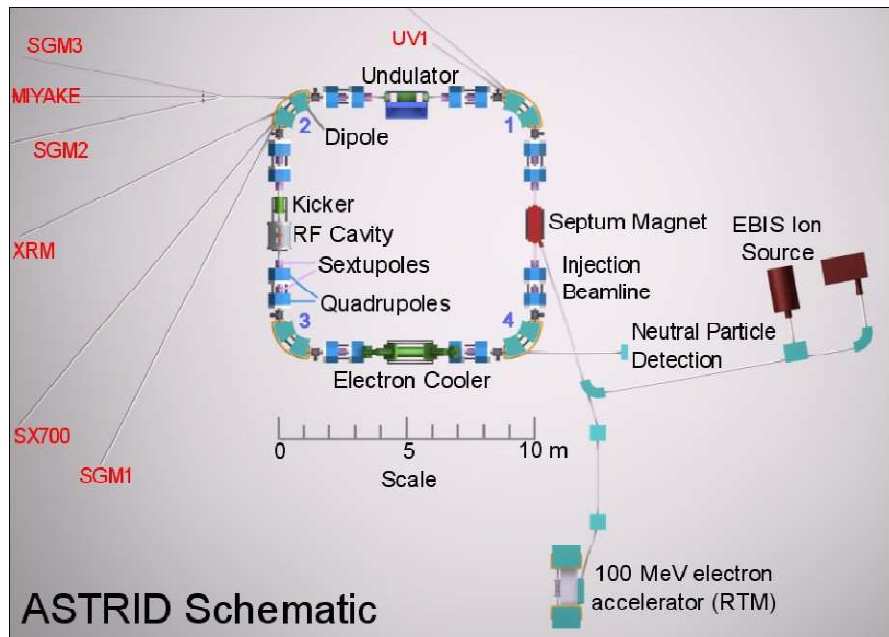 SGM3
UV1
Undulator
MIYAKE
1
2
Dipole
SGM2
Kicker
Septum Magnet
EBIS Ion
Source
XRM
RF Cavity
Sextupoles
Injection
Beamline
Quadrupoles
3
4
Neutral Particle
Detection
Electron Cooler
SX700
0
5
10 m
SGM1
Scale
100 MeV electron
accelerator (RTM)
ASTRID Schematic